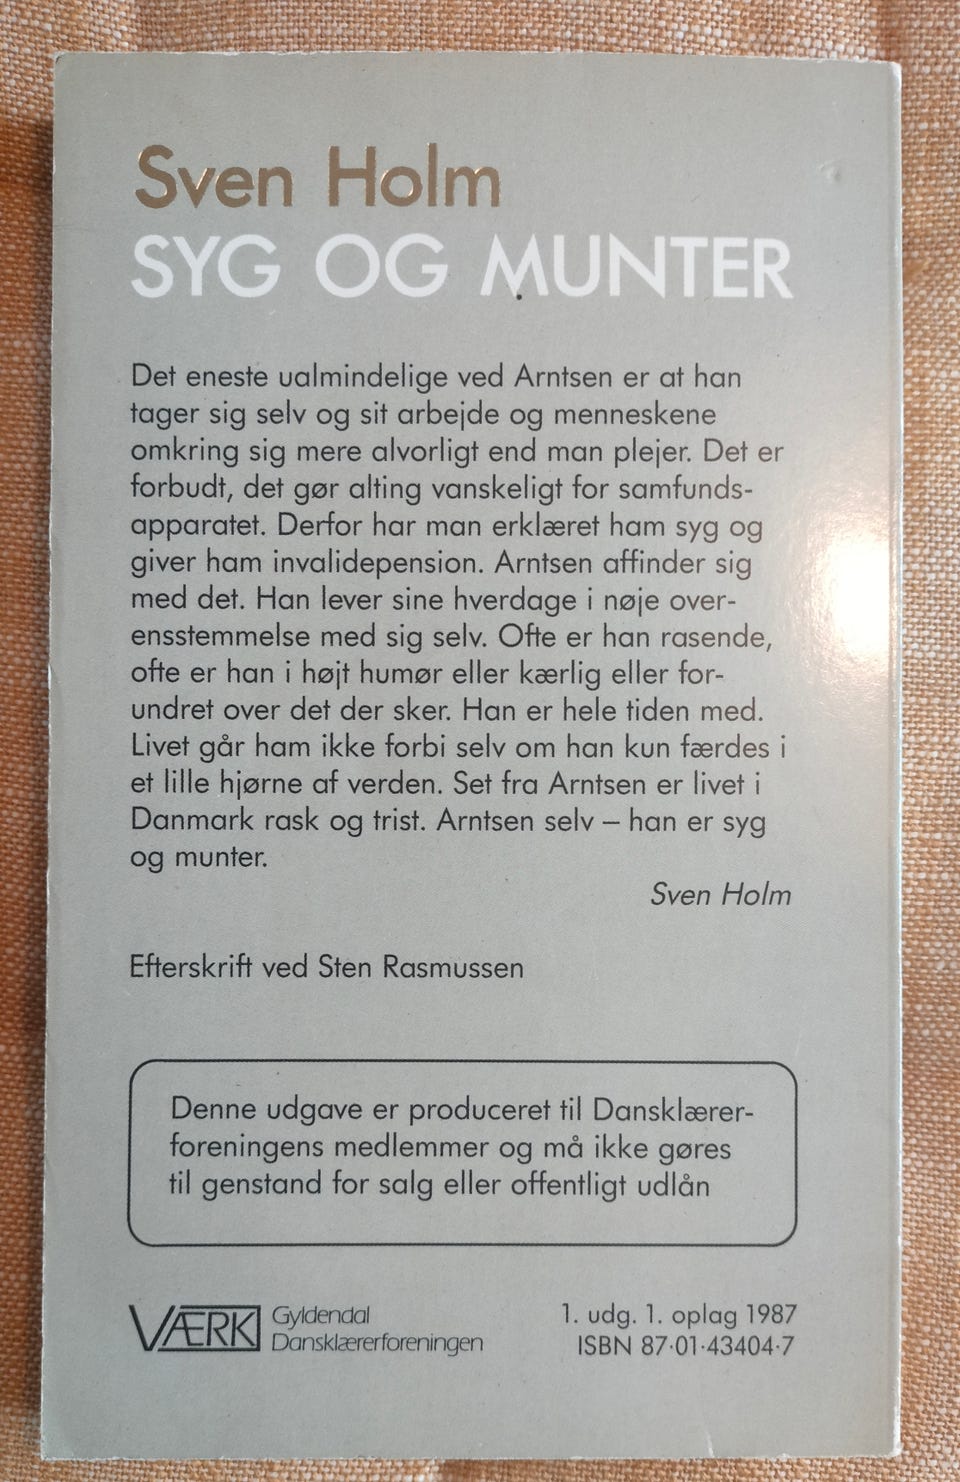 Sven Holm
SYG OG MUNTER
Det eneste ualmindelige ved Arntsen er at han
tager sig selv og sit arbejde og menneskene
omkring sig mere alvorligt end man plejer. Det er
forbudt, det gør alting vanskeligt for samfunds-
apparatet. Derfor har man erklæret ham syg og
giver ham invalidepension. Arntsen affinder sig
med det. Han lever sine hverdage i nøje over-
ensstemmelse med sig selv. Ofte er han rasende,
ofte er han i højt humør eller kærlig eller for-
undret over det der sker. Han er hele tiden med.
Livet går ham ikke forbi selv om han kun færdes i
et lille hjørne af verden. Set fra Arntsen er livet i
Danmark rask og trist. Arntsen selv – han er syg
og munter.
Sven Holm
Efterskrift ved Sten Rasmussen
Denne udgave er produceret til Dansklærer-
foreningens medlemmer og må ikke gøres
til genstand for salg eller offentligt udlån
VÆRK
Gyldendal
Dansklærerforeningen
1. udg. 1. oplag 1987
ISBN 87·01·43404·7